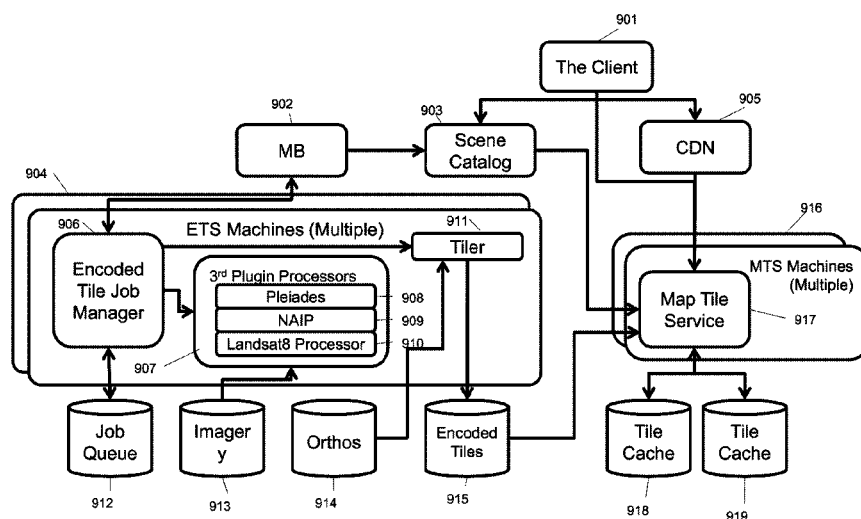 901
The Client
902
903
905
MB
Scene
Catalog
CDN
904
906
ETS Machines (Multiple)
911
Tiler
916
Encoded
Tile Job
Manager
3rd Plugin Processors
Pleiades
908
NAIP
909
Landsat8 Processor
910
907
MTS Machines
(Multiple)
Map Tile
Service
917
Job
Queue
Imager
y
Orthos
Encoded
Tiles
Tile
Cache
Tile
Cache
912
913
914
915
918
919